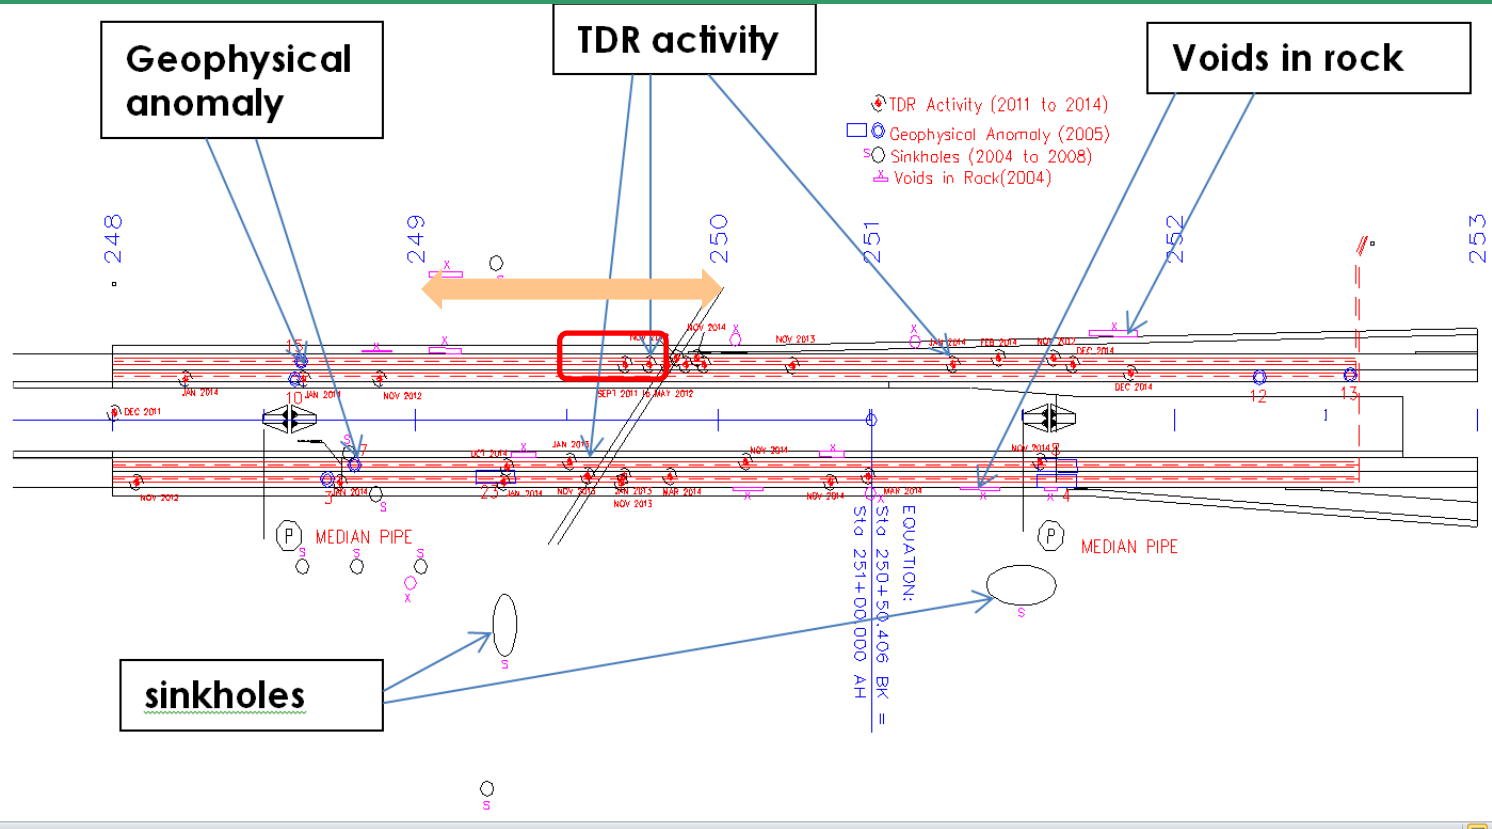 Geophysical
anomaly
TDR activity
Voids in rock
TDR Activity (2011 to 2014)
Geophysical Anomaly (2005)
S Sinkholes (2004 to 2008)
X Voids in Rock(2004)
248
249
250
251
252
253
X
X
X
NOV 2014
NOV 2013
JAN 2014
FEB 2014
NOV 2012
DEC 2014
15
X
X
X
JAN 2014
10
JAN 2011
NOV 2012
SEPT 2011
MAY 2012
DEC 2014
12
13
DEC 2011
S
7
OCT 2014
X
JAN 2013
NOV 2014
X
NOV 2014
NOV 2012
3
JAN 2014
S
23
JAN 2014
NOV 2013
JAN 2013
NOV 2013
MAR 2014
X
NOV 2014
MAR 2014
X
X
X
4
P
MEDIAN PIPE
P
MEDIAN PIPE
EQUATION:
Sta 250+50.406 BK =
Sta 251+00.000 AH
S
S
S
X
S
S
sinkholes
S